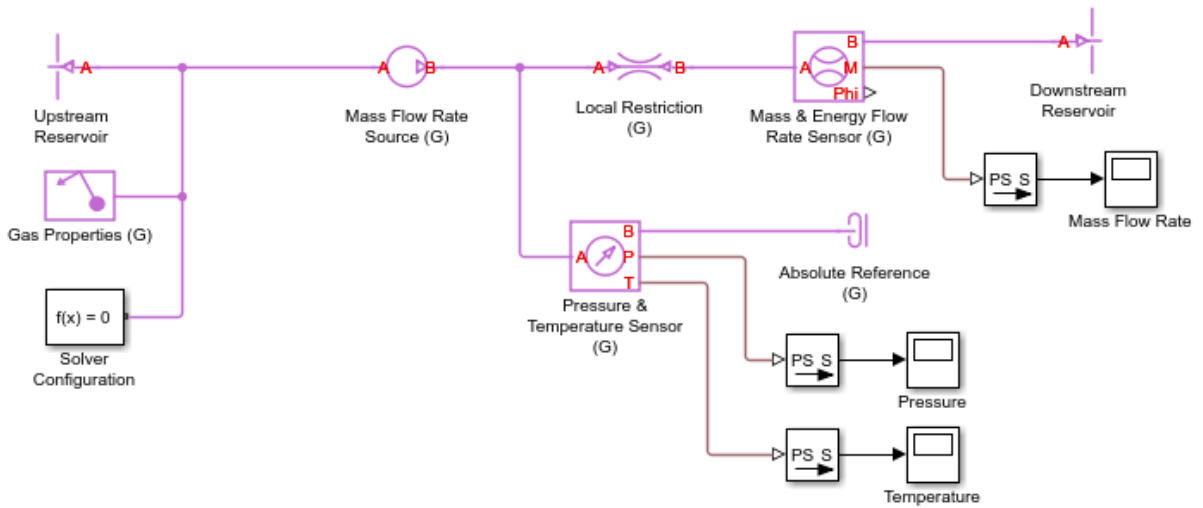 B
A
A
A
B
A
B
A
M
Phi
Upstream
Reservoir
Mass Flow Rate
Source (G)
Local Restriction
(G)
Mass & Energy Flow
Rate Sensor (G)
Downstream
Reservoir
PS S
Mass Flow Rate
Gas Properties (G)
B
A
P
T
Absolute Reference
(G)
Pressure &
Temperature Sensor
(G)
f(x) = 0
Solver
Configuration
PS S
Pressure
PS S
Temperature